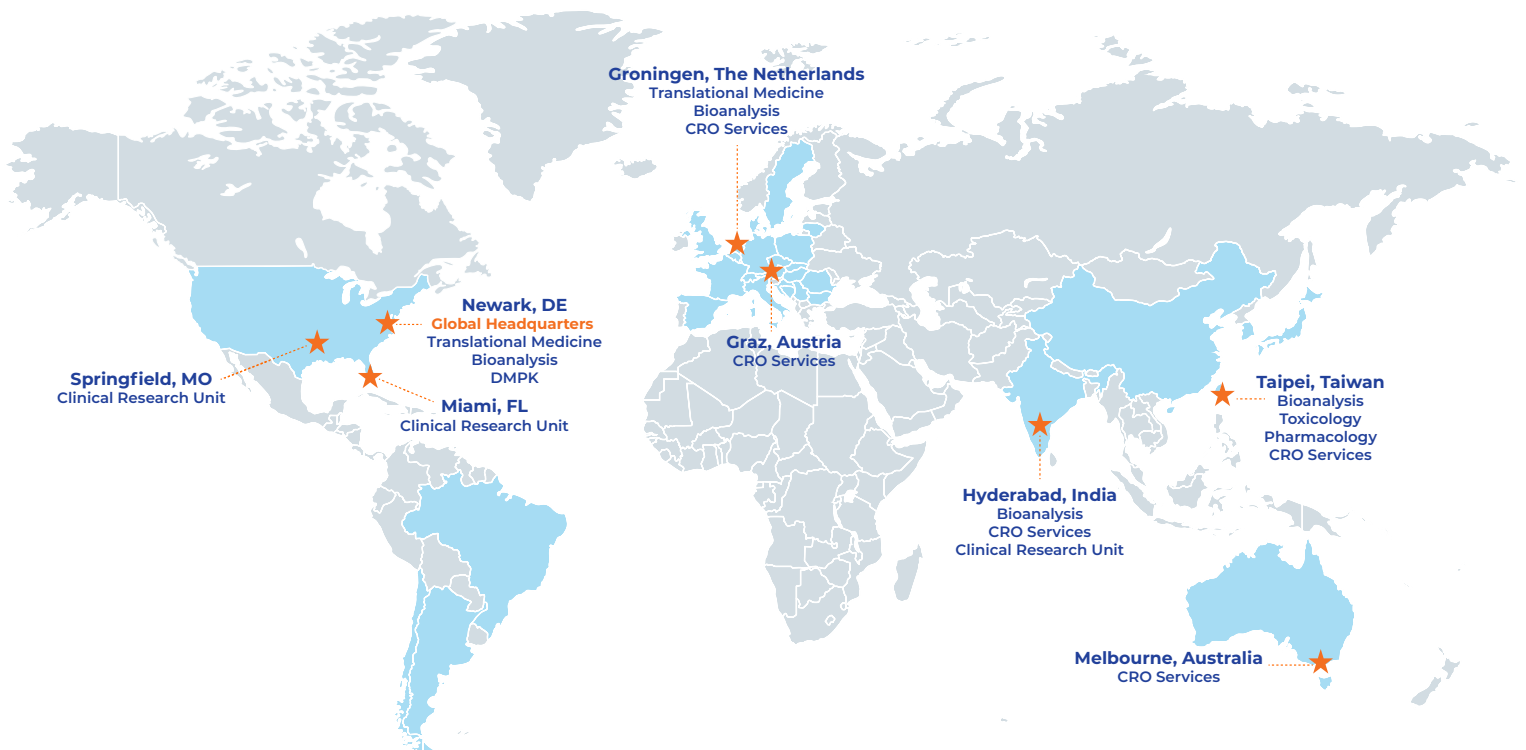 Groningen, The Netherlands
Translational Medicine
Bioanalysis
CRO Services
Newark, DE
Global Headquarters
Translational Medicine
Bioanalysis
DMPK
Springfield, MO
Clinical Research Unit
Miami, FL
Clinical Research Unit
Graz, Austria
CRO Services
Taipei, Taiwan
Bioanalysis
Toxicology
Pharmacology
CRO Services
Hyderabad, India
Bioanalysis
CRO Services
Clinical Research Unit
Melbourne, Australia
CRO Services